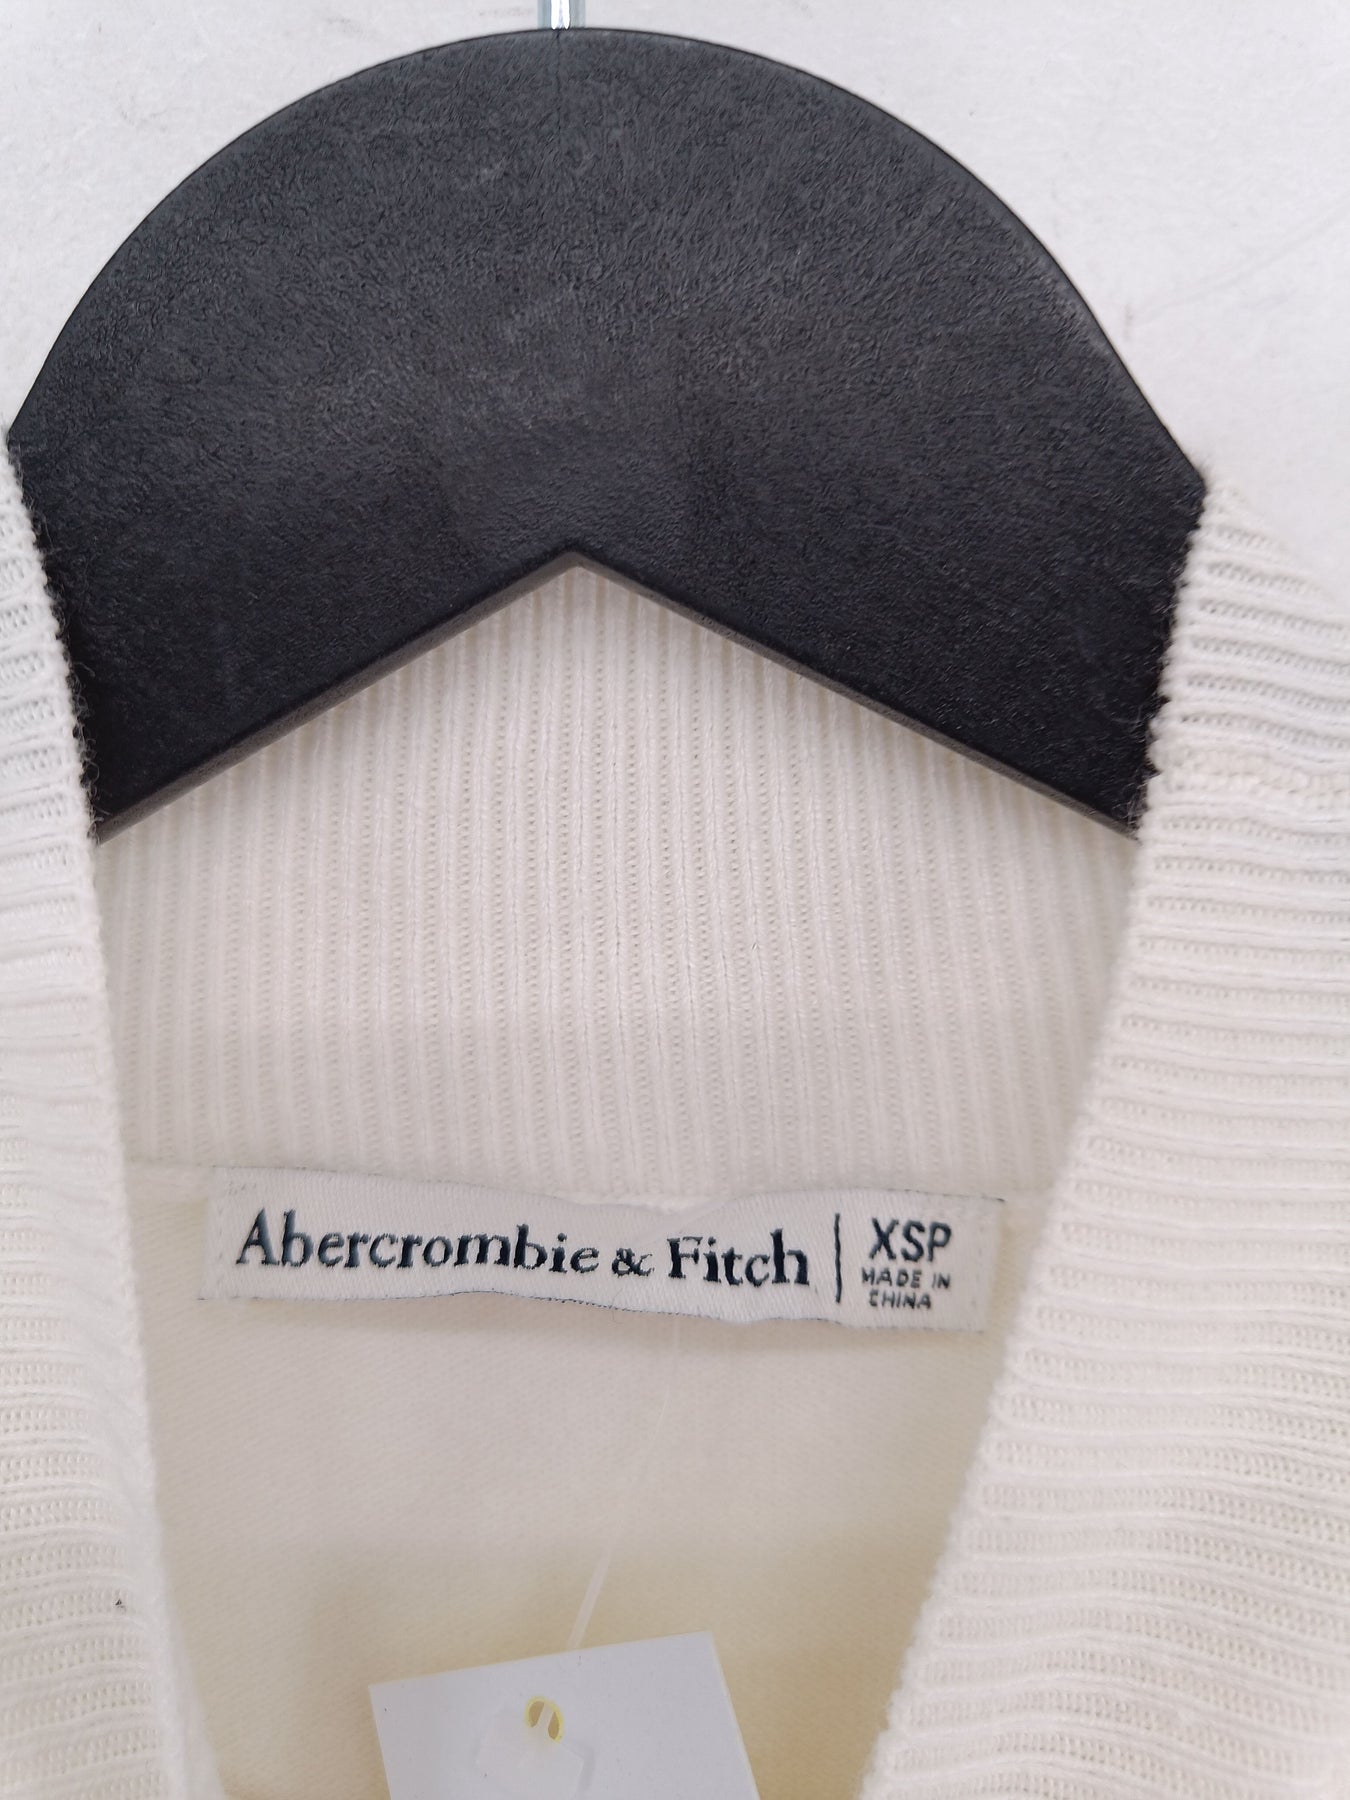 Abercrombie & Fitch | XSP
MADE IN
CHINA